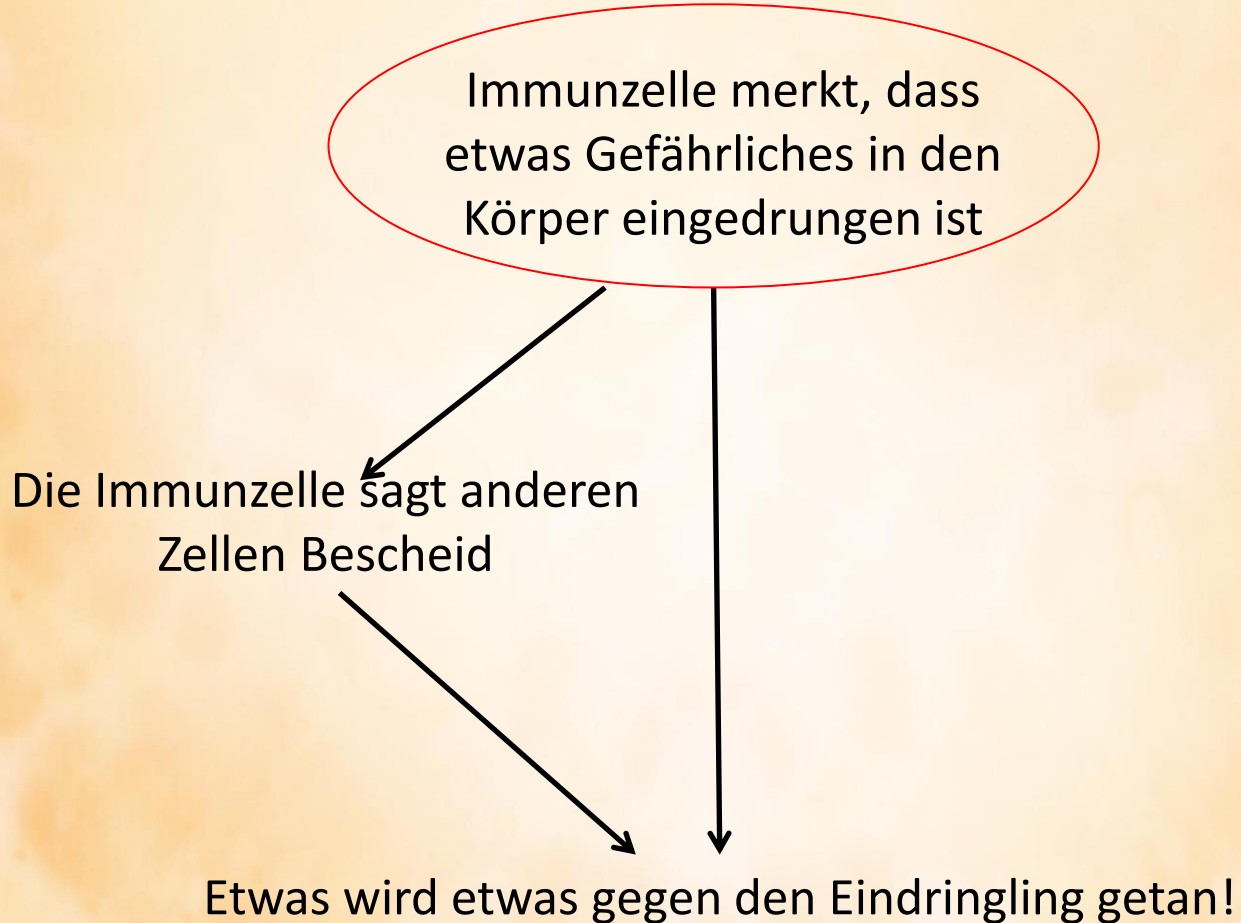 Immunzelle merkt, dass
etwas Gefährliches in den
Körper eingedrungen ist
Die Immunzelle sagt anderen
Zellen Bescheid
Etwas wird etwas gegen den Eindringling getan!